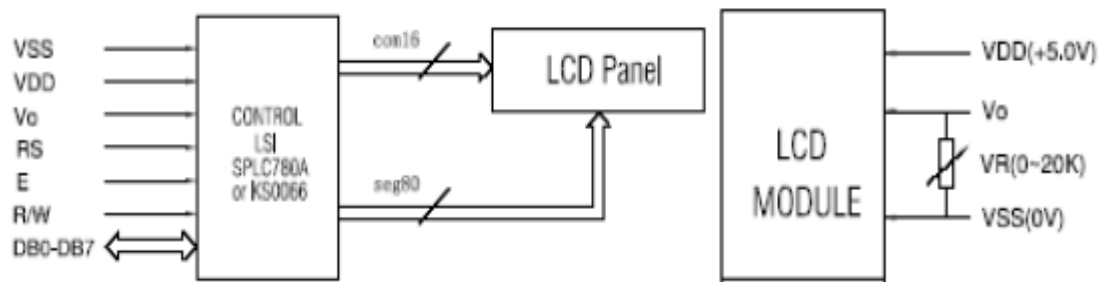 VSS
VDD
Vo
RS
E
R/W
DB0-DB7
CONTROL
LSI
SPLC780A
or KS0066
com16
seg80
LCD Panel
LCD
MODULE
VDD(+5.0V)
Vo
VR(0~20K)
VSS(0V)